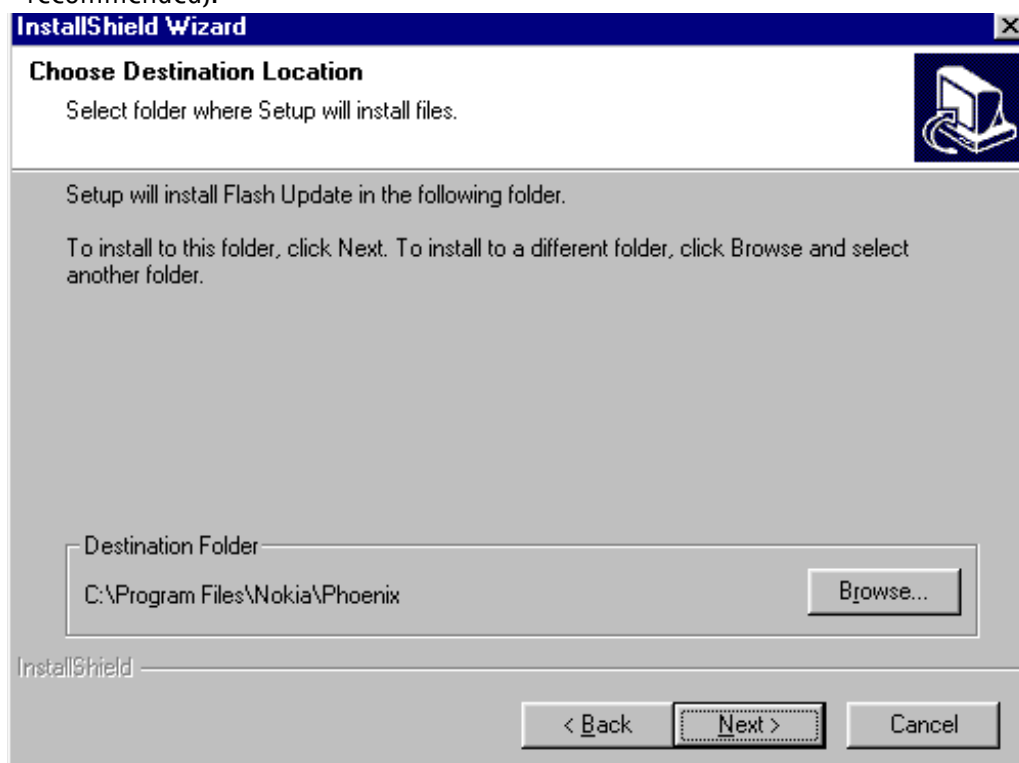 recommended).
InstallShield Wizard
Choose Destination Location
Select folder where Setup will install files.
Setup will install Flash Update in the following folder.
To install to this folder, click Next. To install to a different folder, click Browse and select
another folder.
Destination Folder
C:\Program Files\Nokia\Phoenix
Browse...
InstallShield
< Back
Next >
Cancel